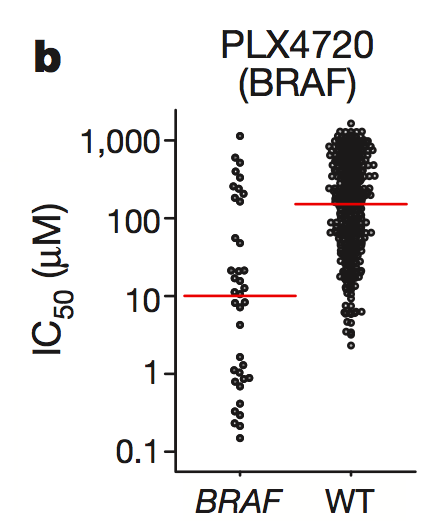 b
PLX4720
(BRAF)
IC50 (μM)
1,000
100
10
1
0.1
BRAF
WT